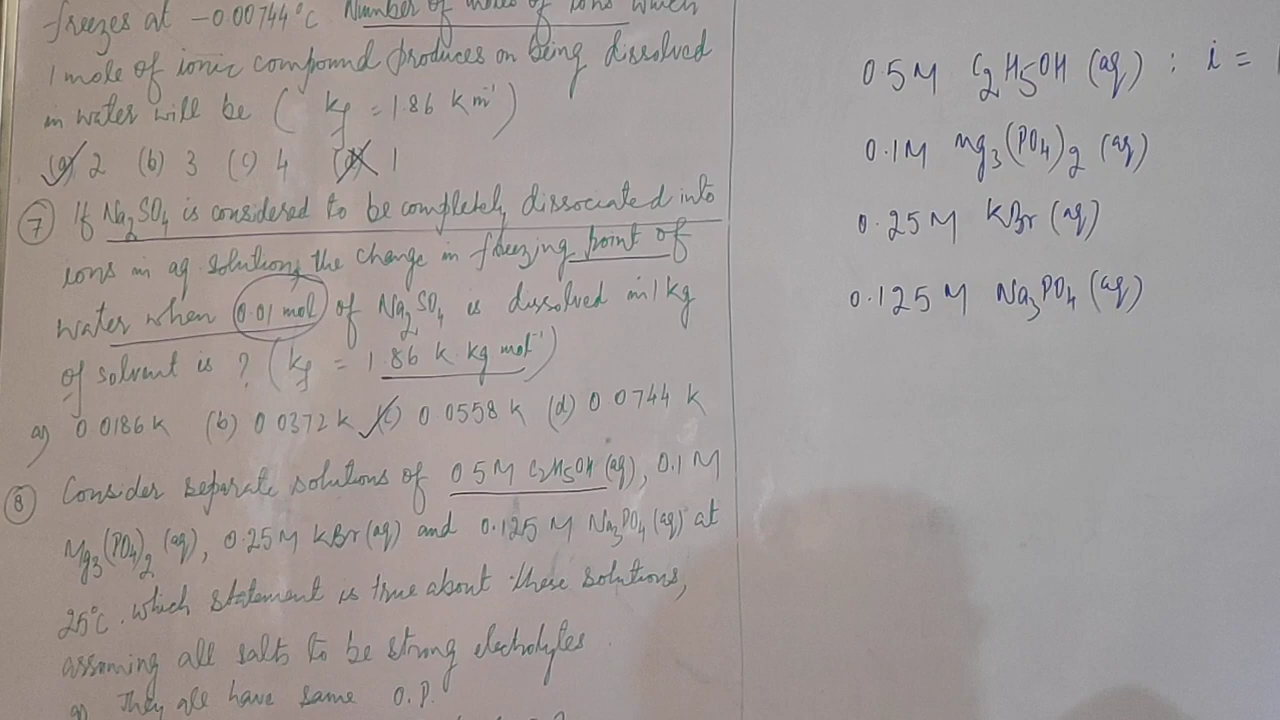 freezes at -0.00744°C Number of moles of ions which
1 mole of ionic compound produces on being dissolved
in water will be ( kf = 1.86 K m⁻¹)
(a) 2 (b) 3 (c) 4 (d) 1
(7) If Na2SO4 is considered to be completely dissociated into
ions in aq solutions, the change in freezing point of
water when 0.01 mol of Na2SO4 is dissolved in 1 kg
of solvent is ? (kf = 1.86 k. kg mol⁻¹)
a) 0.0186 K (b) 0.0372 K (c) 0.0558 K (d) 0.0744 K
(8) Consider separate solutions of 0.5M C2H5OH (aq), 0.1 M
Mg3(PO4)2 (aq), 0.25M KBr (aq) and 0.125 M Na3PO4 (aq) at
25°C. which statement is true about these solutions,
assuming all salts to be strong electrolytes.
a) They all have same O.P.
0.5M C2H5OH (aq) : i =
0.1M Mg3(PO4)2 (aq)
0.25M KBr (aq)
0.125M Na3PO4 (aq)